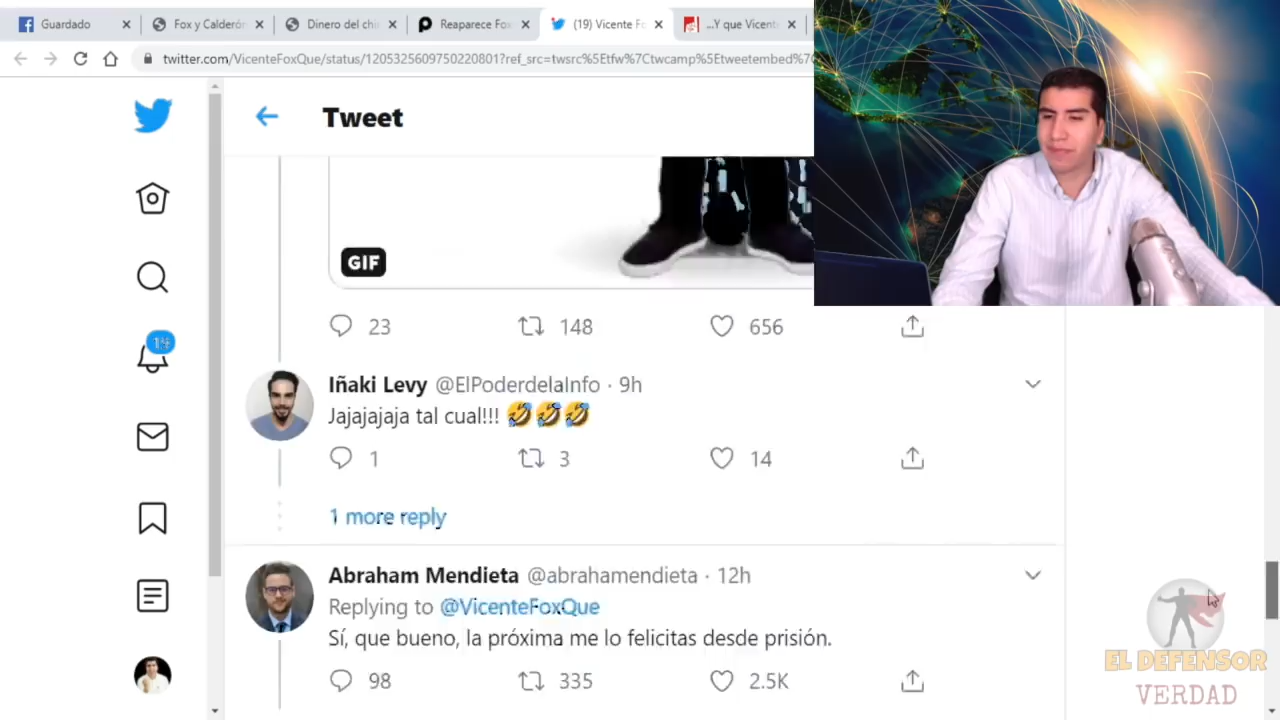 Guardado
Fox y Calderón
Dinero del chi
Reaparece Fox
(19) Vicente Fo
...Y que Vicent
twitter.com/VicenteFoxQue/status/1205325609750220801?ref_src=twsrc%5Etfw%7Ctwcamp%5Etweetembed%7
Tweet
GIF
23 148 656
Iñaki Levy @ElPoderdelaInfo · 9h
Jajajajaja tal cual!!! 🤣🤣🤣
1 3 14
1 more reply
Abraham Mendieta @abrahamendieta · 12h
Replying to @VicenteFoxQue
Sí, que bueno, la próxima me lo felicitas desde prisión.
98 335 2.5K
19
EL DEFENSOR
VERDAD